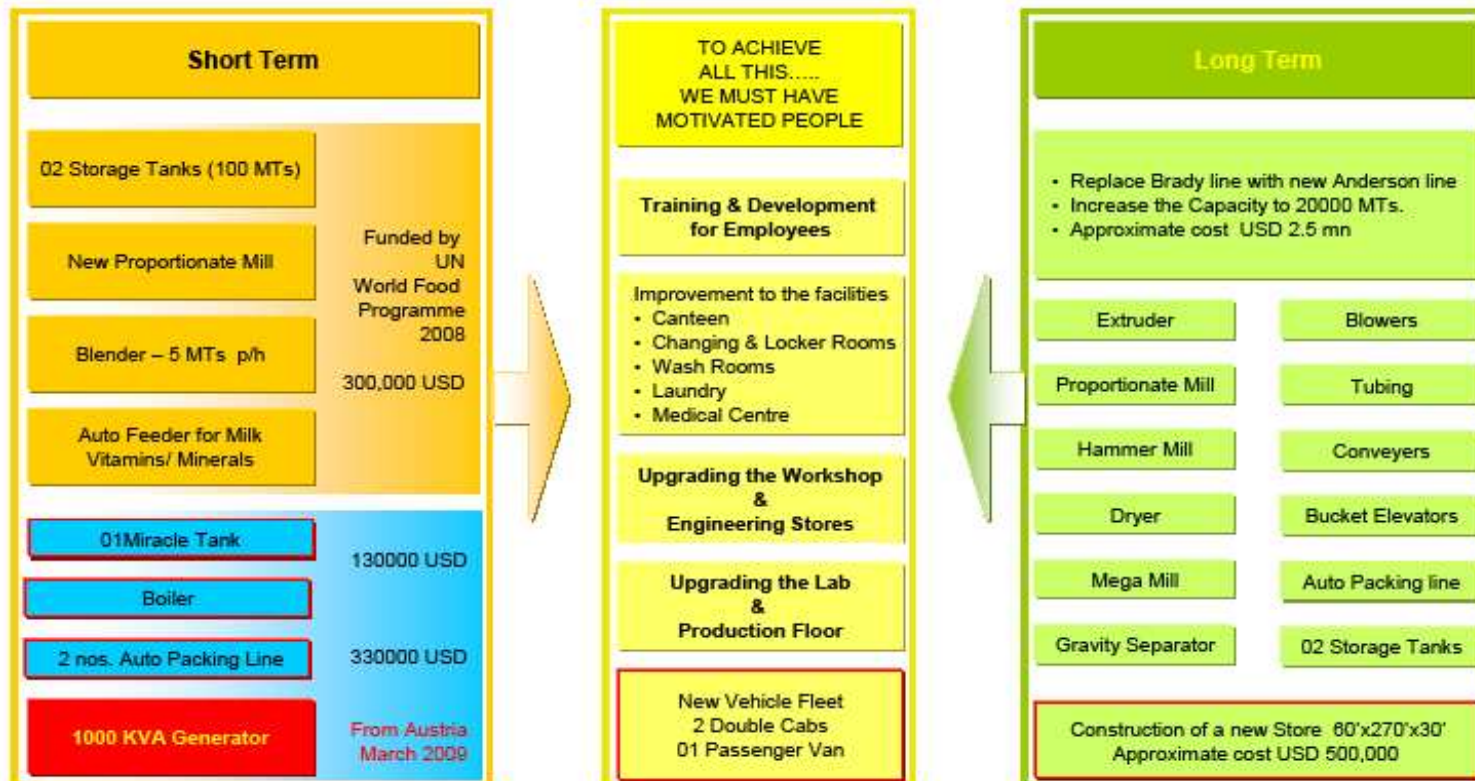 Short Term
02 Storage Tanks (100 MTs)
New Proportionate Mill
Blender – 5 MTs p/h
Auto Feeder for Milk
Vitamins/ Minerals
Funded by
UN
World Food
Programme
2008
300,000 USD
01Miracle Tank
Boiler
2 nos. Auto Packing Line
130000 USD
330000 USD
1000 KVA Generator
From Austria
March 2009
TO ACHIEVE
ALL THIS.....
WE MUST HAVE
MOTIVATED PEOPLE
Training & Development
for Employees
Improvement to the facilities
• Canteen
• Changing & Locker Rooms
• Wash Rooms
• Laundry
• Medical Centre
Upgrading the Workshop
&
Engineering Stores
Upgrading the Lab
&
Production Floor
New Vehicle Fleet
2 Double Cabs
01 Passenger Van
Long Term
• Replace Brady line with new Anderson line
• Increase the Capacity to 20000 MTs.
• Approximate cost USD 2.5 mn
Extruder
Blowers
Proportionate Mill
Tubing
Hammer Mill
Conveyers
Dryer
Bucket Elevators
Mega Mill
Auto Packing line
Gravity Separator
02 Storage Tanks
Construction of a new Store 60'x270'x30'
Approximate cost USD 500,000